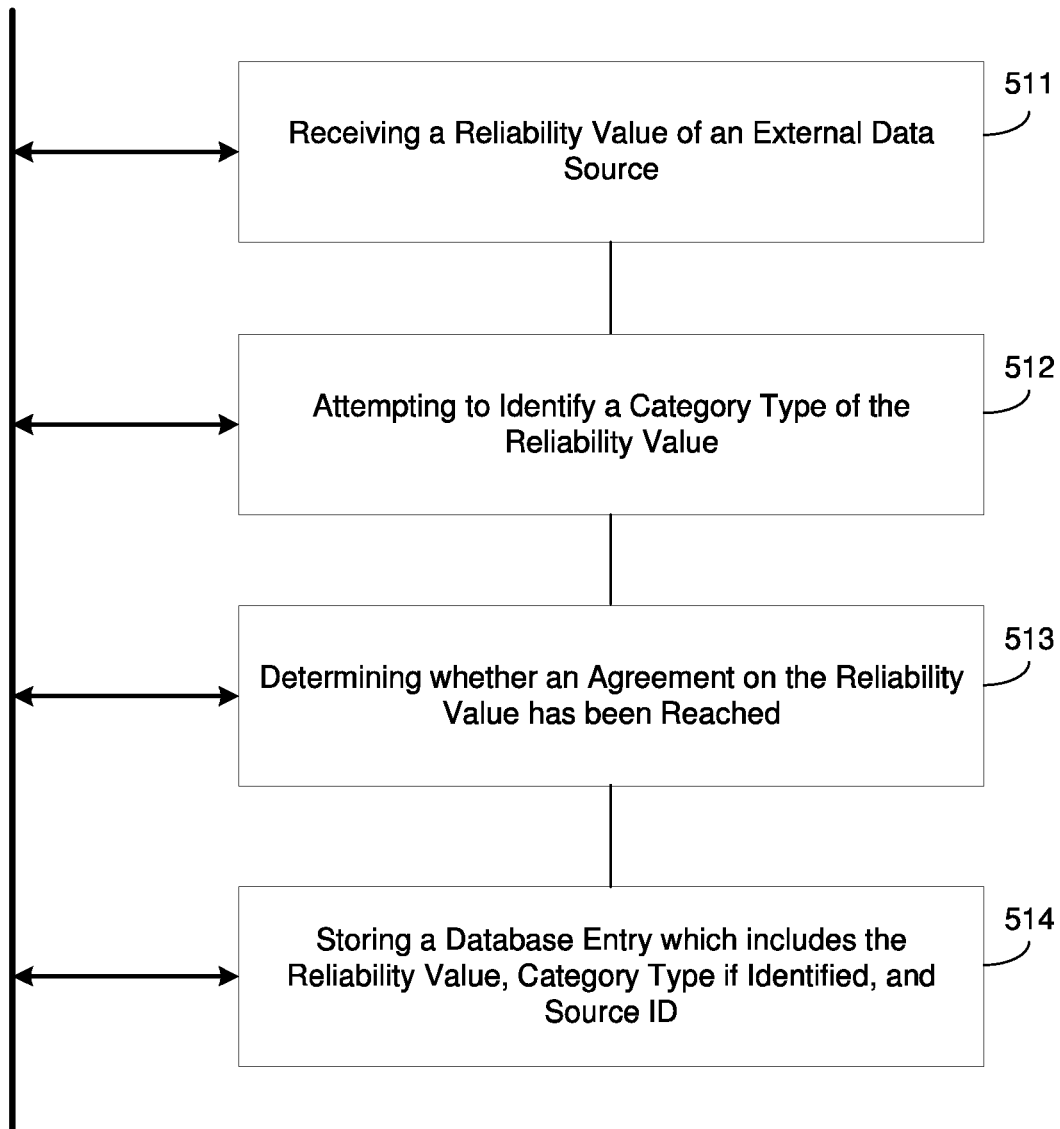 511
Receiving a Reliability Value of an External Data
Source
512
Attempting to Identify a Category Type of the
Reliability Value
513
Determining whether an Agreement on the Reliability
Value has been Reached
514
Storing a Database Entry which includes the
Reliability Value, Category Type if Identified, and
Source ID